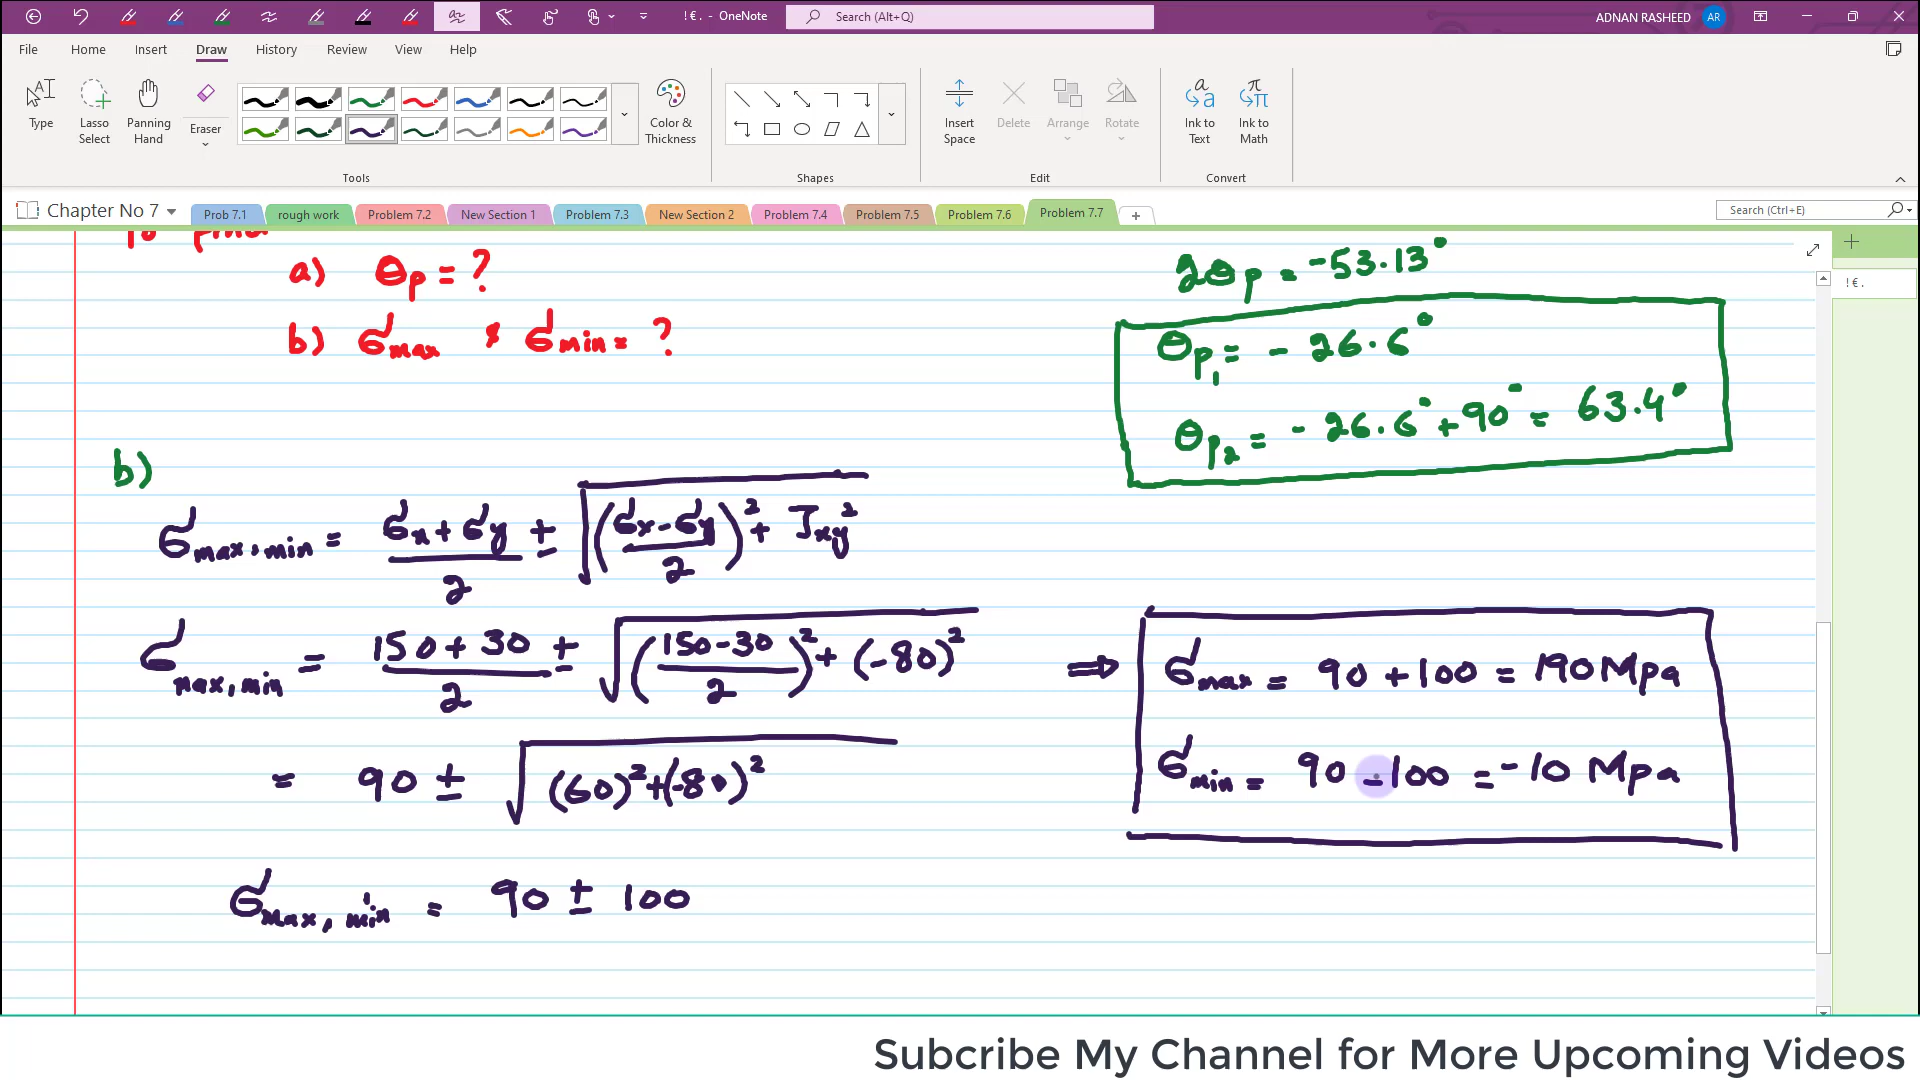 !€. - OneNote
Search (Alt+Q)
ADNAN RASHEED
AR
File Home Insert Draw History Review View Help
Type
Lasso Select
Panning Hand
Eraser
Color & Thickness
Insert Space
Delete
Arrange
Rotate
Ink to Text
Ink to Math
Tools
Shapes
Edit
Convert
Chapter No 7
Prob 7.1
rough work
Problem 7.2
New Section 1
Problem 7.3
New Section 2
Problem 7.4
Problem 7.5
Problem 7.6
Problem 7.7
Search (Ctrl+E)
!€.
To find
a) θp = ?
b) σmax & σmin = ?
2θp = -53.13°
θp1 = - 26.6°
θp2 = - 26.6° + 90° = 63.4°
b)
σmax,min = (σx + σy)/2 ± √((σx - σy)/2)² + τxy²
σmax,min = (150 + 30)/2 ± √((150 - 30)/2)² + (-80)²
= 90 ± √(60)² + (-80)²
σmax, min = 90 ± 100
⇒ σmax = 90 + 100 = 190 Mpa
σmin = 90 - 100 = -10 Mpa
Subcribe My Channel for More Upcoming Videos